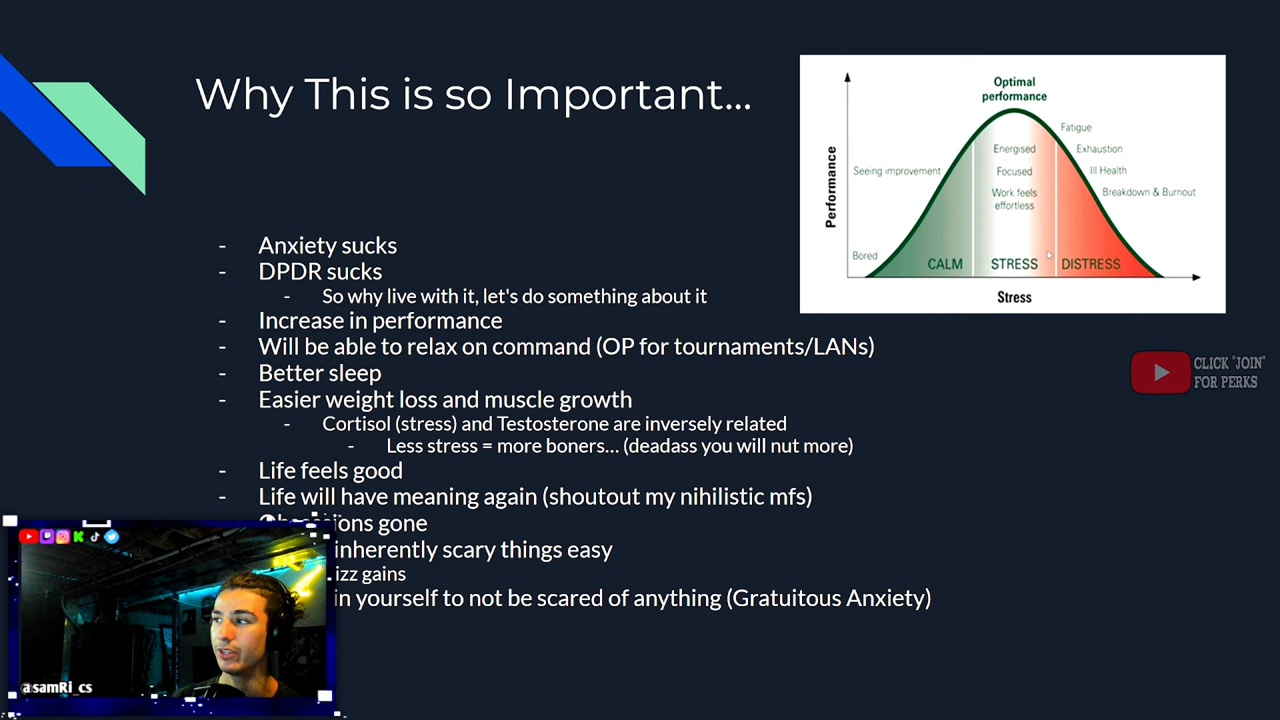 Why This is so Important...
- Anxiety sucks
- DPDR sucks
- So why live with it, let's do something about it
- Increase in performance
- Will be able to relax on command (OP for tournaments/LANs)
- Better sleep
- Easier weight loss and muscle growth
- Cortisol (stress) and Testosterone are inversely related
- Less stress = more boners... (deadass you will nut more)
- Life feels good
- Life will have meaning again (shoutout my nihilistic mfs)
gone
inherently scary things easy
gains
yourself to not be scared of anything (Gratuitous Anxiety)
Optimal
performance
Performance
Seeing improvement
Bored
Energised
Focused
Work feels
effortless
Fatigue
Exhaustion
Ill Health
Breakdown & Burnout
CALM
STRESS
DISTRESS
Stress
CLICK "JOIN"
FOR PERKS
@samRi_cs